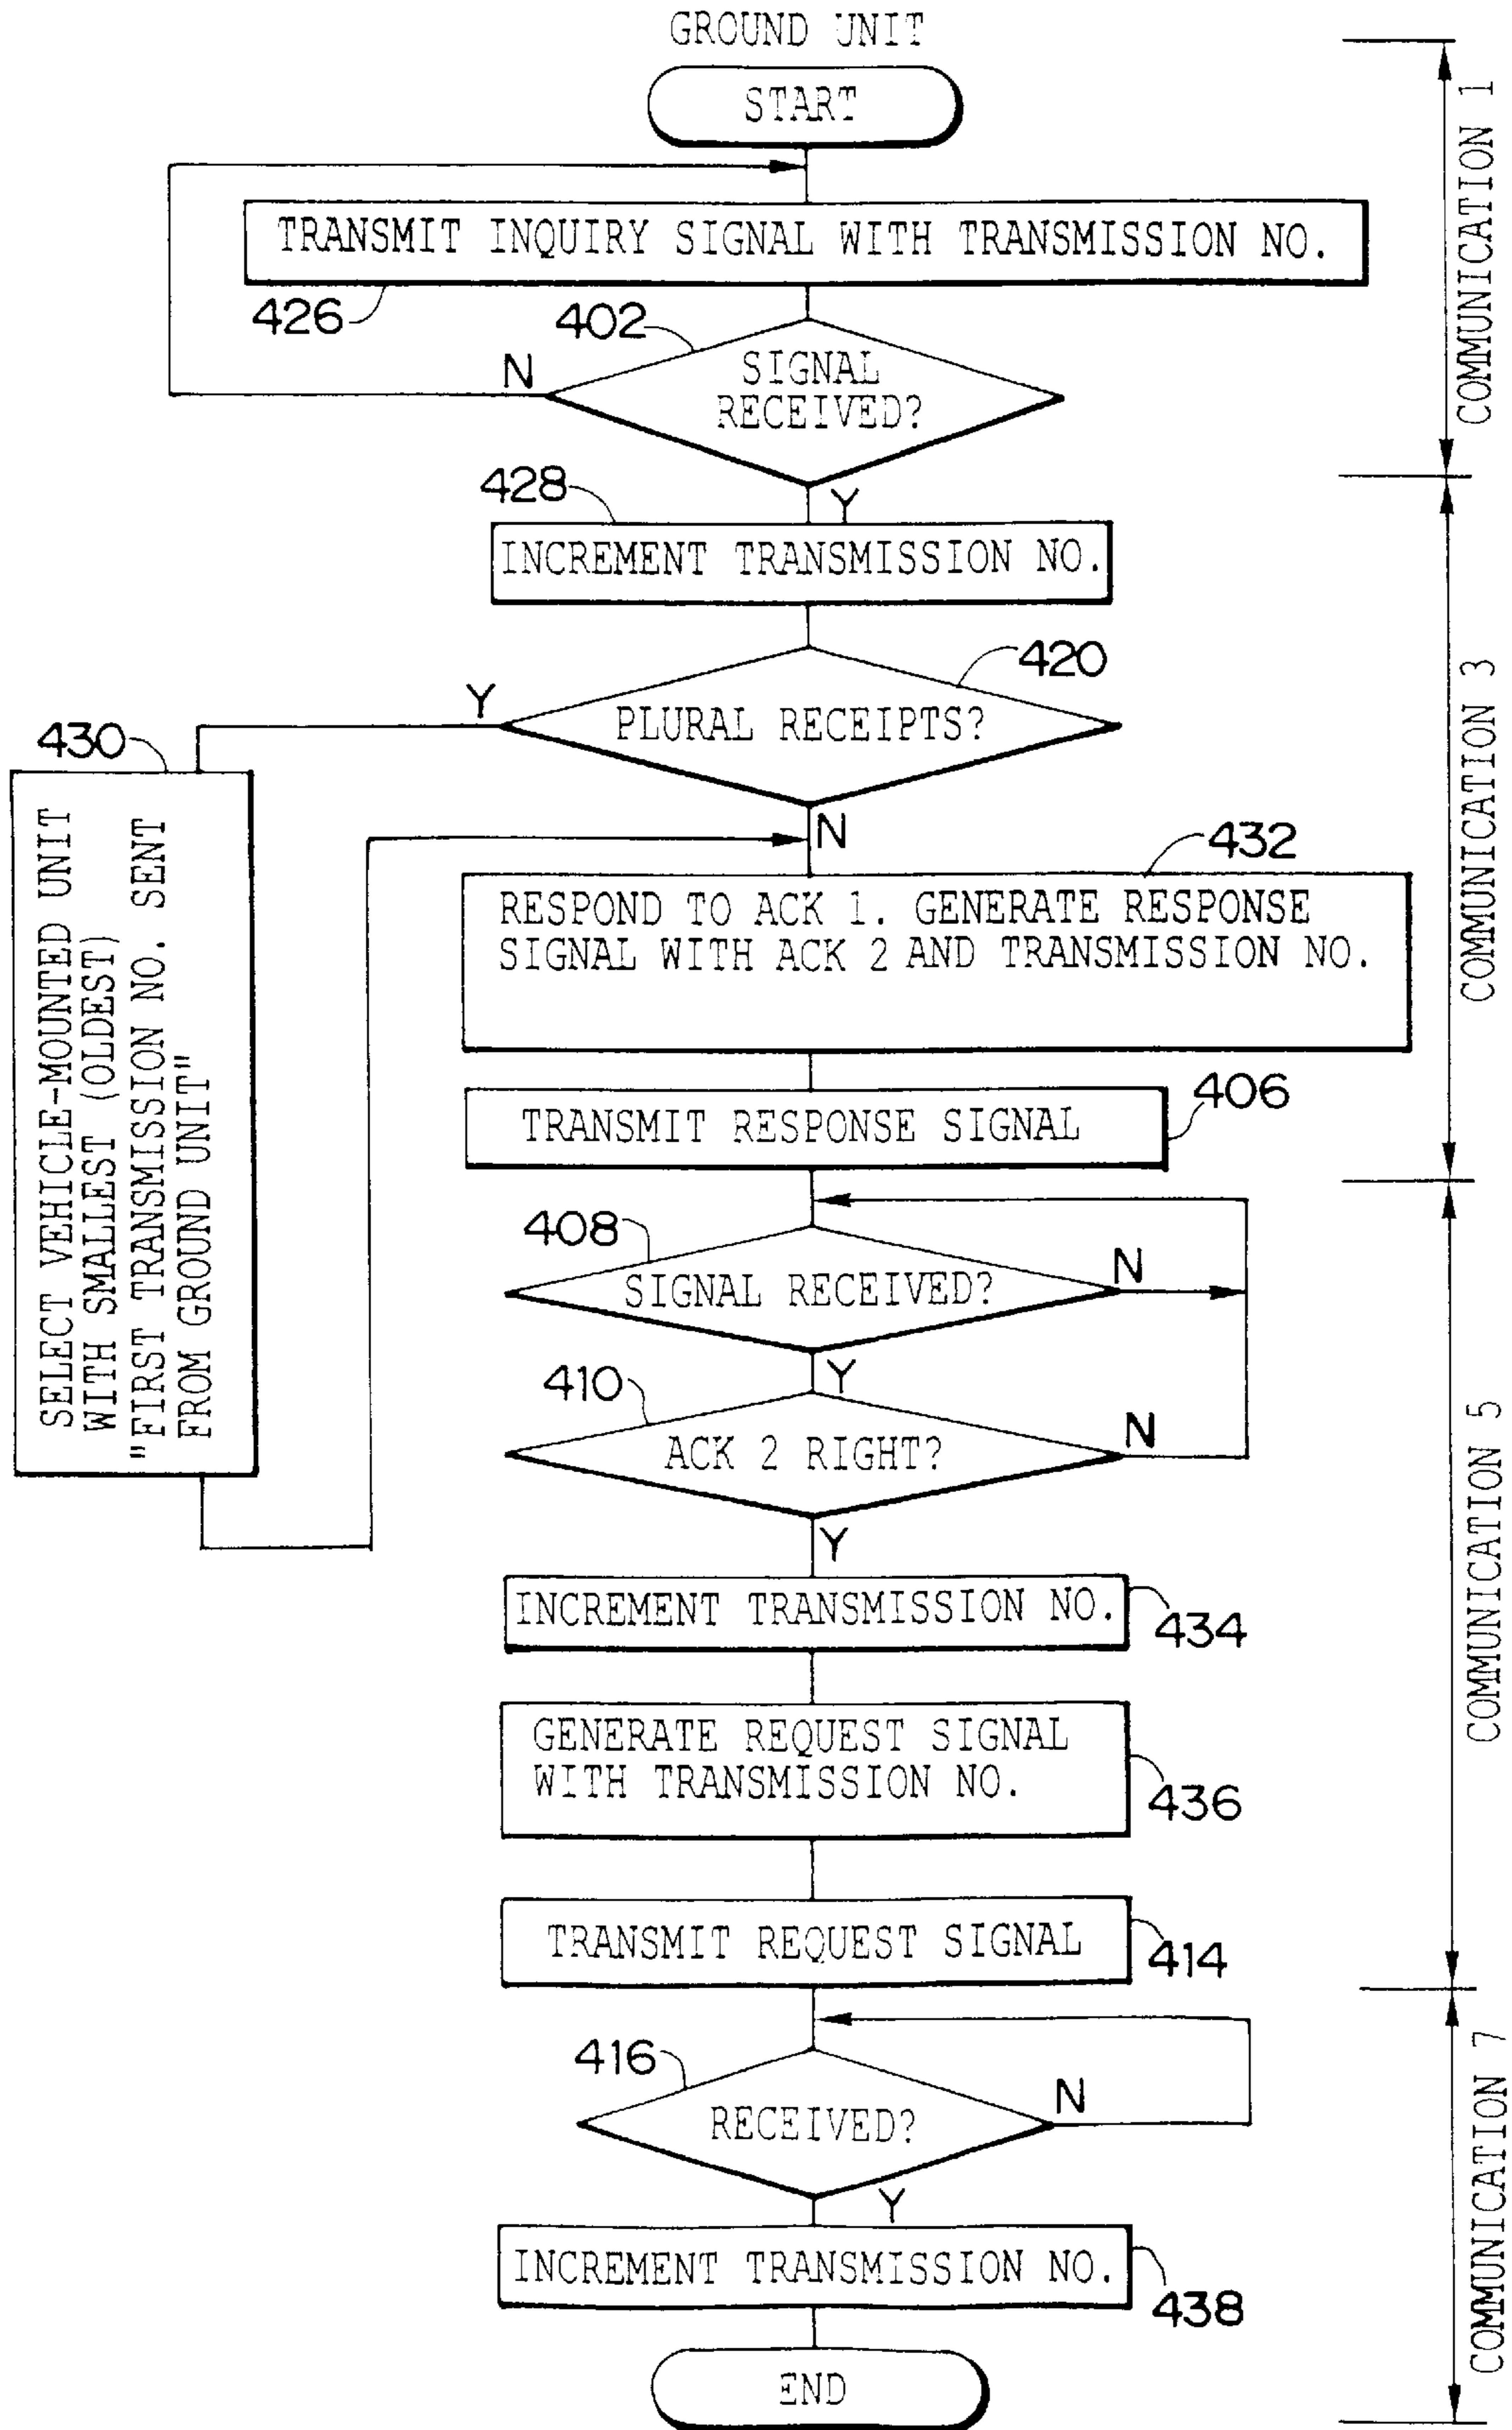 GROUND UNIT
START
TRANSMIT INQUIRY SIGNAL WITH TRANSMISSION NO.
426
402
SIGNAL
RECEIVED?
N
Y
428
INCREMENT TRANSMISSION NO.
420
PLURAL RECEIPTS?
Y
N
430
SELECT VEHICLE-MOUNTED UNIT
WITH SMALLEST (OLDEST)
"FIRST TRANSMISSION NO. SENT
FROM GROUND UNIT"
432
RESPOND TO ACK 1. GENERATE RESPONSE
SIGNAL WITH ACK 2 AND TRANSMISSION NO.
TRANSMIT RESPONSE SIGNAL
406
408
SIGNAL RECEIVED?
N
Y
410
ACK 2 RIGHT?
N
Y
INCREMENT TRANSMISSION NO.
434
GENERATE REQUEST SIGNAL
WITH TRANSMISSION NO.
436
TRANSMIT REQUEST SIGNAL
414
416
RECEIVED?
N
Y
INCREMENT TRANSMISSION NO.
438
END
COMMUNICATION 1
COMMUNICATION 3
COMMUNICATION 5
COMMUNICATION 7